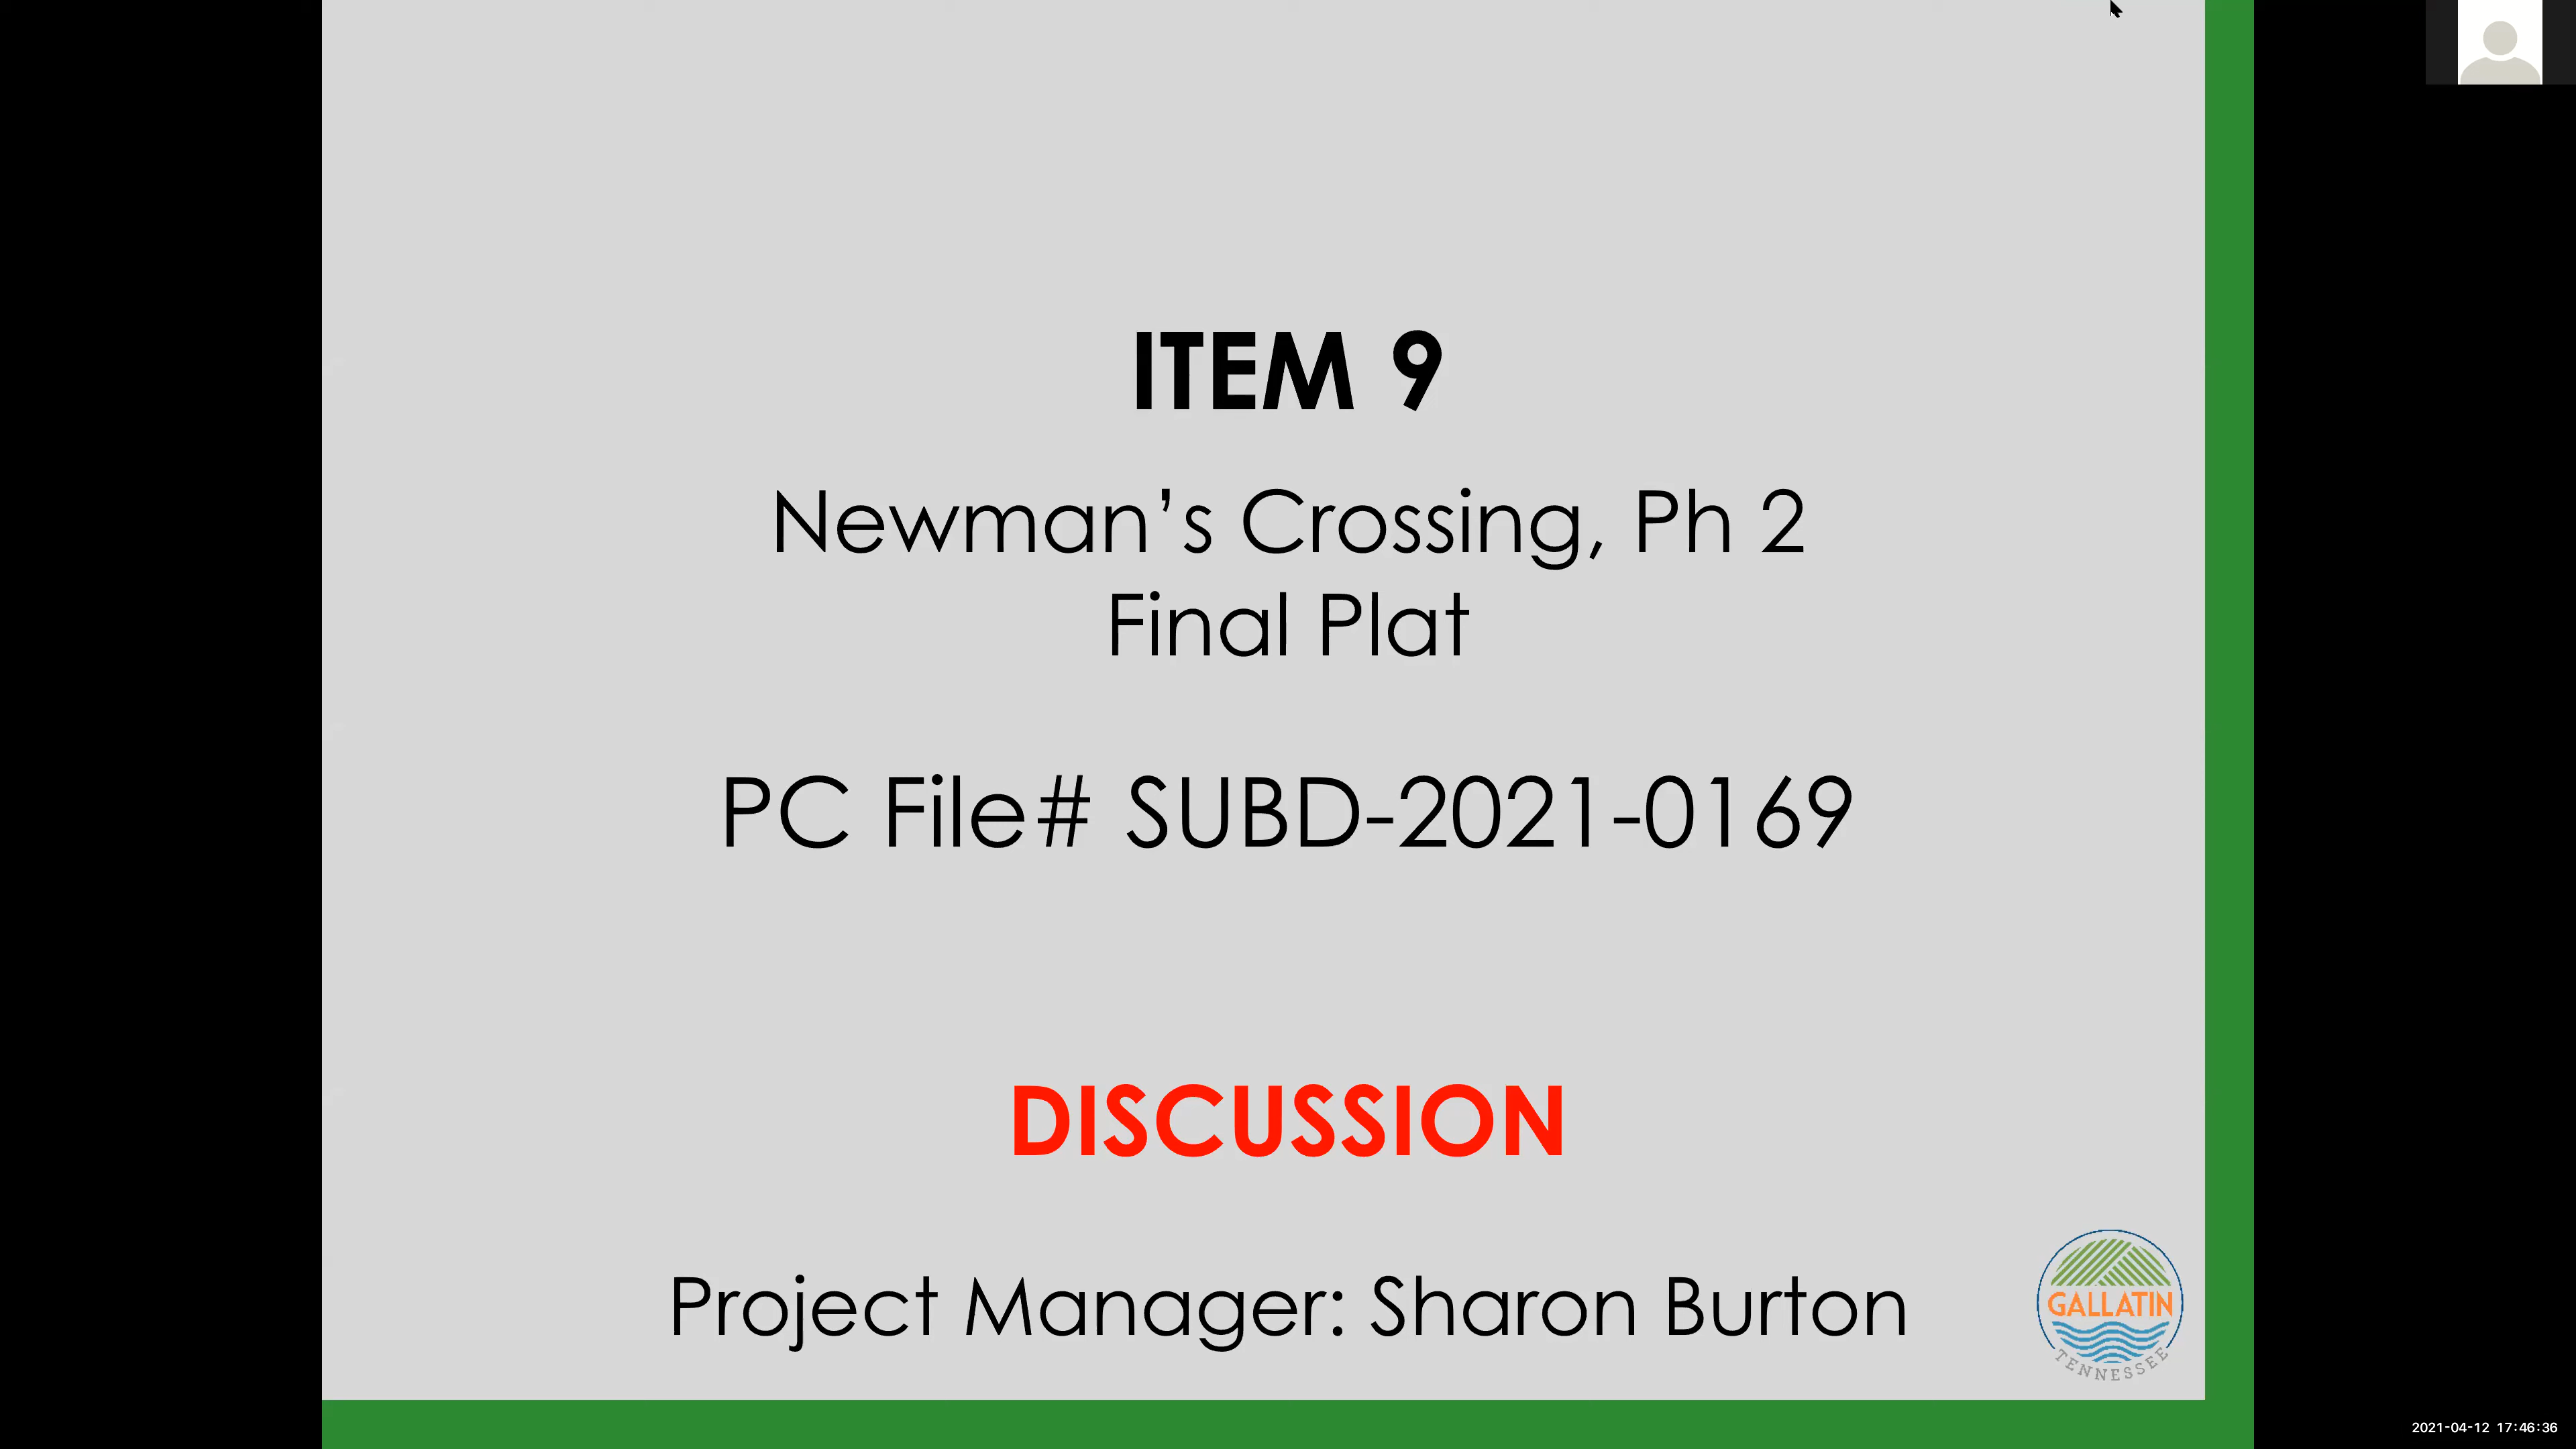 ITEM 9
Newman’s Crossing, Ph 2
Final Plat
PC File# SUBD-2021-0169
DISCUSSION
Project Manager: Sharon Burton
GALLATIN
TENNESSEE
2021-04-12 17:46:36